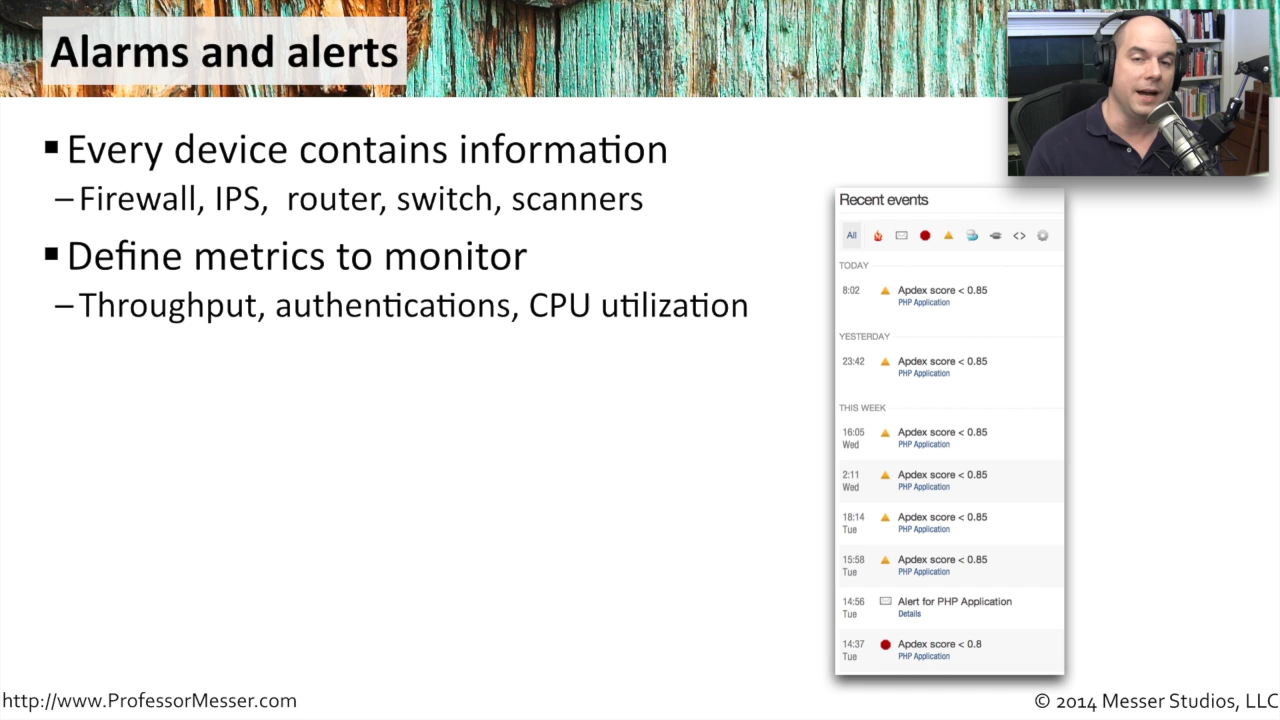 Alarms and alerts
▪ Every device contains information
– Firewall, IPS,  router, switch, scanners
▪ Define metrics to monitor
– Throughput, authentications, CPU utilization
Recent events
All
TODAY
8:02 Apdex score < 0.85
PHP Application
YESTERDAY
23:42 Apdex score < 0.85
PHP Application
THIS WEEK
16:05 Apdex score < 0.85
Wed PHP Application
2:11 Apdex score < 0.85
Wed PHP Application
18:14 Apdex score < 0.85
Tue PHP Application
15:58 Apdex score < 0.85
Tue PHP Application
14:56 Alert for PHP Application
Tue Details
14:37 Apdex score < 0.8
Tue PHP Application
http://www.ProfessorMesser.com
© 2014 Messer Studios, LLC